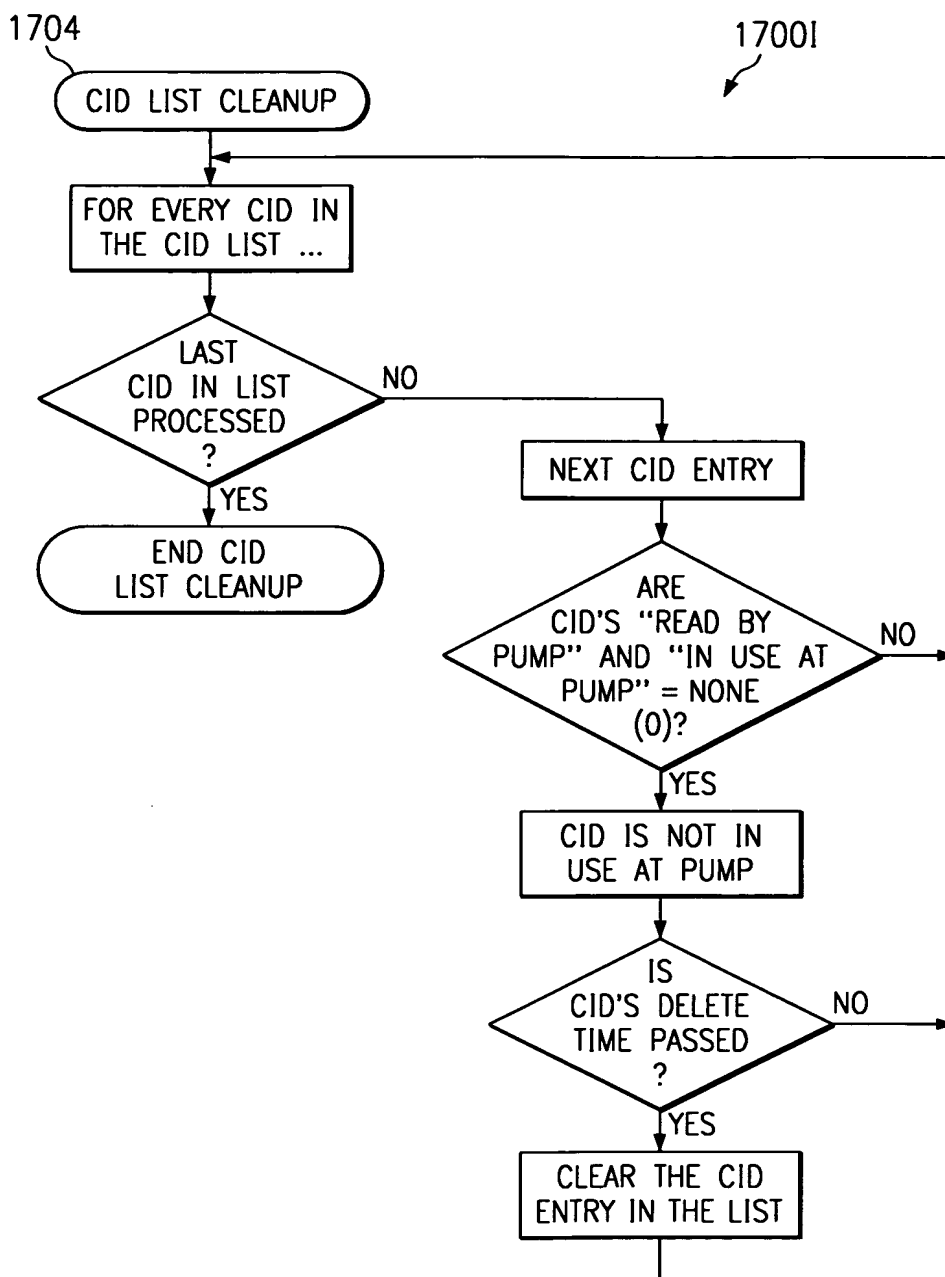 1704
1700I
CID LIST CLEANUP
FOR EVERY CID IN
THE CID LIST ...
LAST
CID IN LIST
PROCESSED
?
NO
YES
END CID
LIST CLEANUP
NEXT CID ENTRY
ARE
CID'S "READ BY
PUMP" AND "IN USE AT
PUMP" = NONE
(0)?
NO
YES
CID IS NOT IN
USE AT PUMP
IS
CID'S DELETE
TIME PASSED
?
NO
YES
CLEAR THE CID
ENTRY IN THE LIST